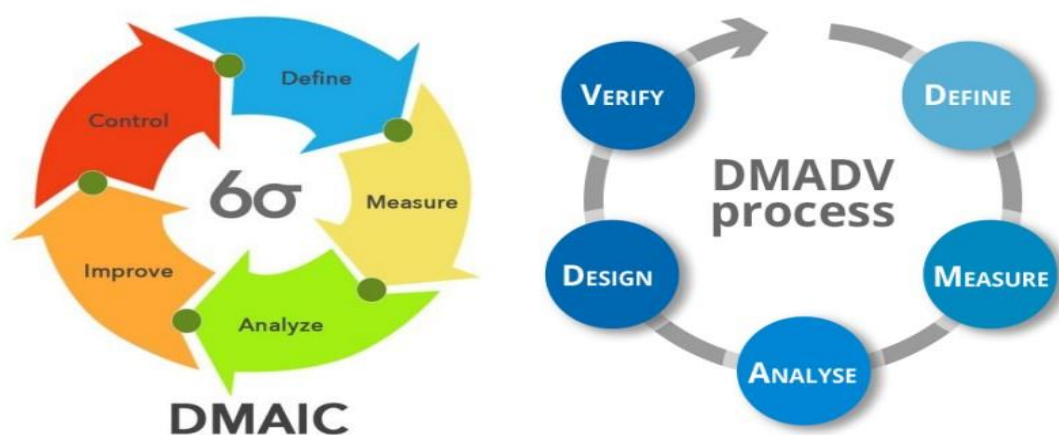 Define
Measure
Analyze
Improve
Control
6σ
DMAIC
DEFINE
MEASURE
ANALYSE
DESIGN
VERIFY
DMADV
process